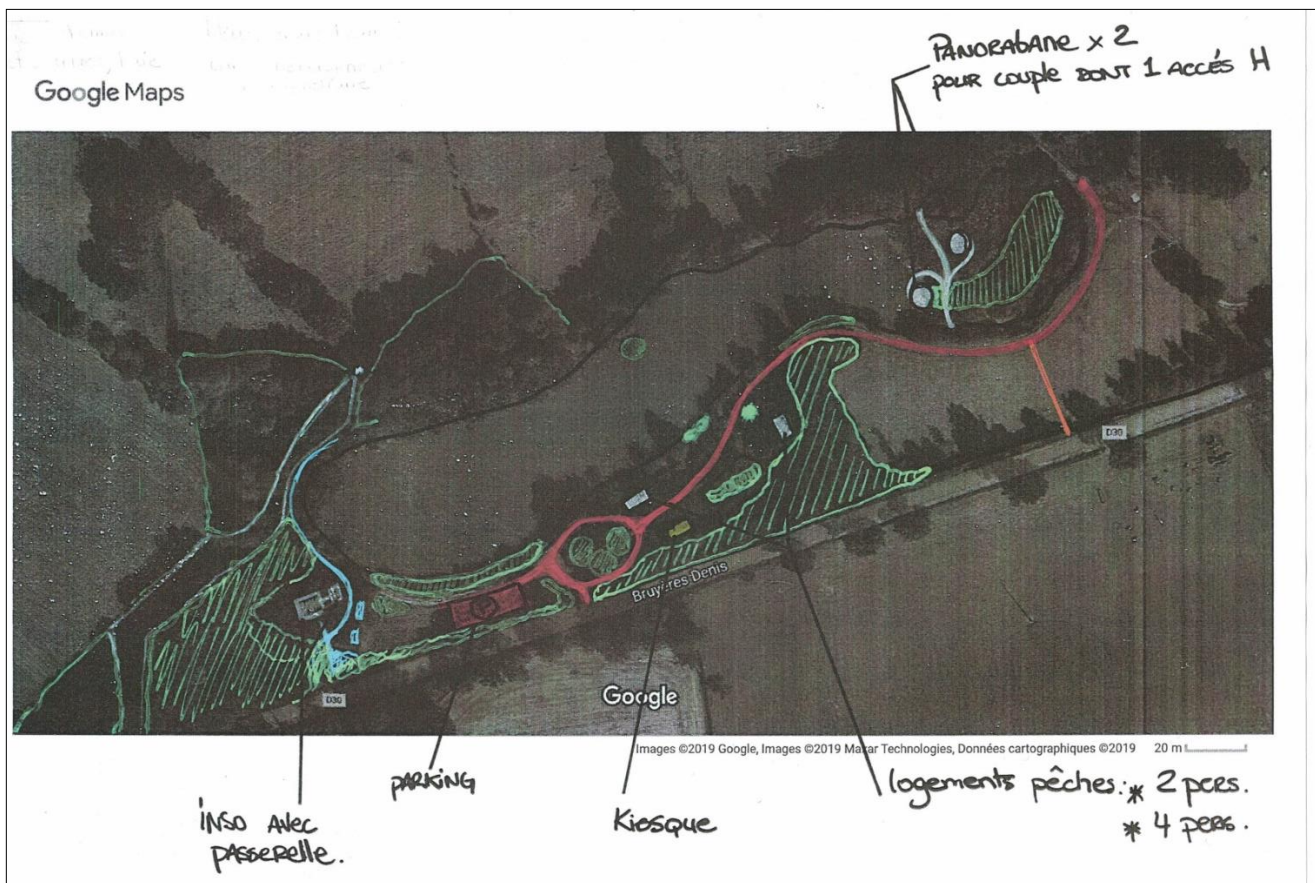 Google Maps
PANORABANE x 2
POUR COUPLE DONT 1 ACCÉS H
D30
Bruyères Denis
P
D30
Google
Images ©2019 Google, Images ©2019 Maxar Technologies, Données cartographiques ©2019 20 m
PARKING
logements pêches: * 2 pers.
* 4 pers.
INSO AVEC
PASSERELLE.
Kiosque